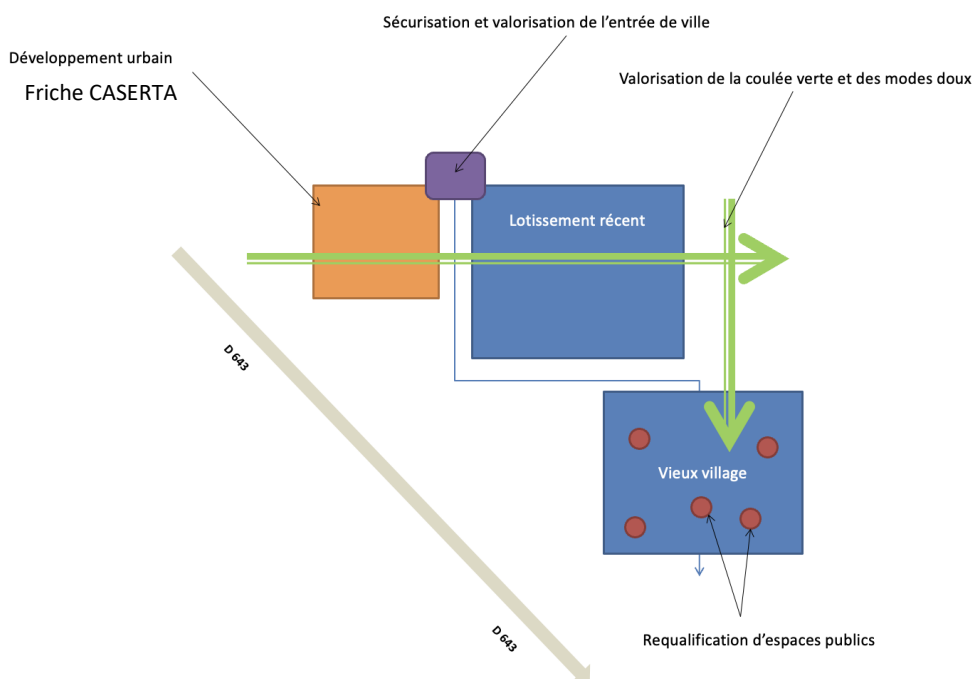 Sécurisation et valorisation de l'entrée de ville
Développement urbain
Friche CASERTA
Valorisation de la coulée verte et des modes doux
Lotissement récent
D 643
Vieux village
D 643
Requalification d'espaces publics